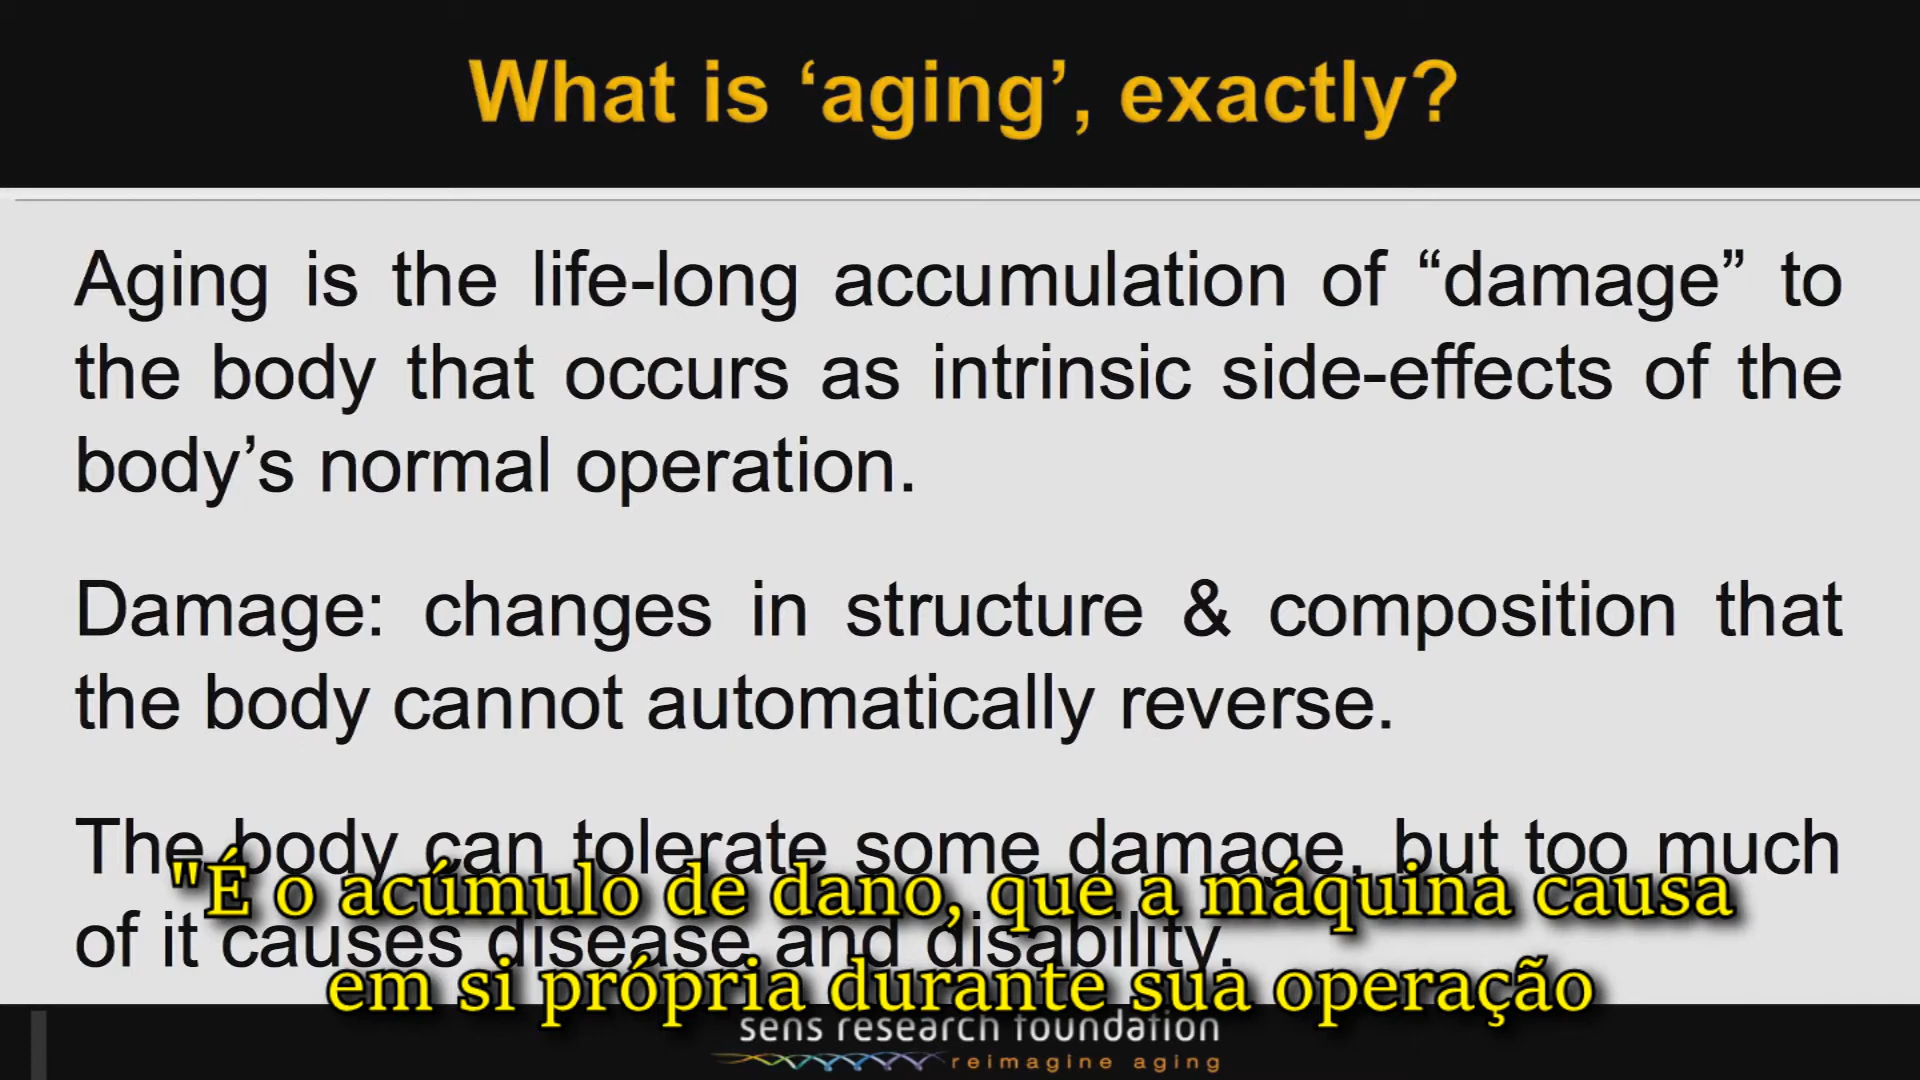 What is ‘aging’, exactly?
Aging is the life-long accumulation of “damage” to
the body that occurs as intrinsic side-effects of the
body’s normal operation.
Damage: changes in structure & composition that
the body cannot automatically reverse.
The body can tolerate some damage, but too much
of it causes disease and disability.
"É o acúmulo de dano, que a máquina causa
em si própria durante sua operação
sens research foundation
reimagine aging